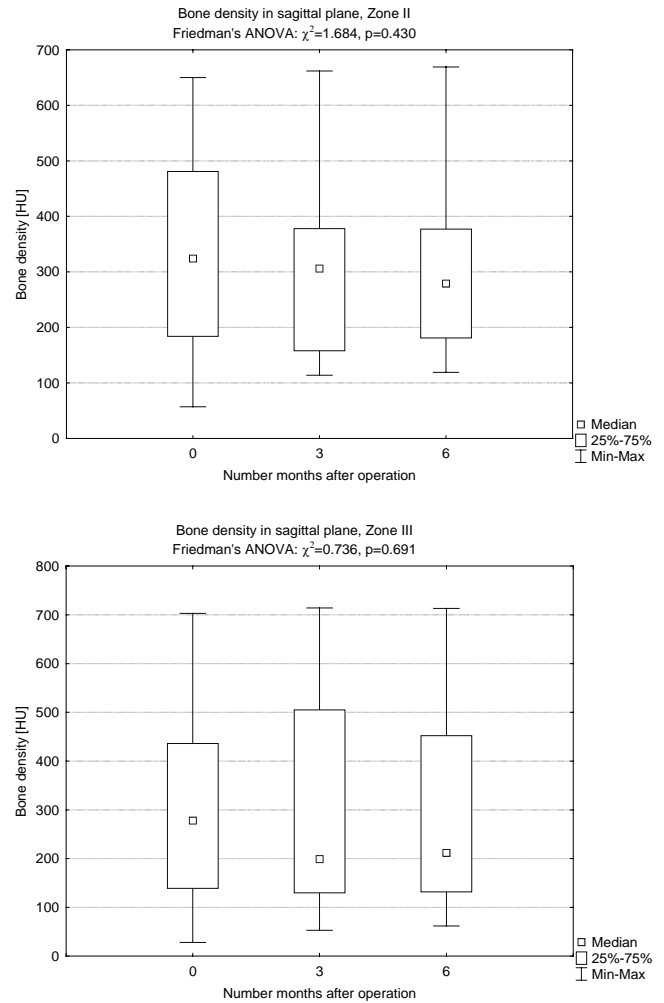 Bone density in sagittal plane, Zone II
Friedman's ANOVA: χ²=1.684, p=0.430
700
600
500
400
300
200
100
0
Bone density [HU]
0 3 6
Number months after operation
Median
25%-75%
Min-Max
Bone density in sagittal plane, Zone III
Friedman's ANOVA: χ²=0.736, p=0.691
800
700
600
500
400
300
200
100
0
Bone density [HU]
0 3 6
Number months after operation
Median
25%-75%
Min-Max